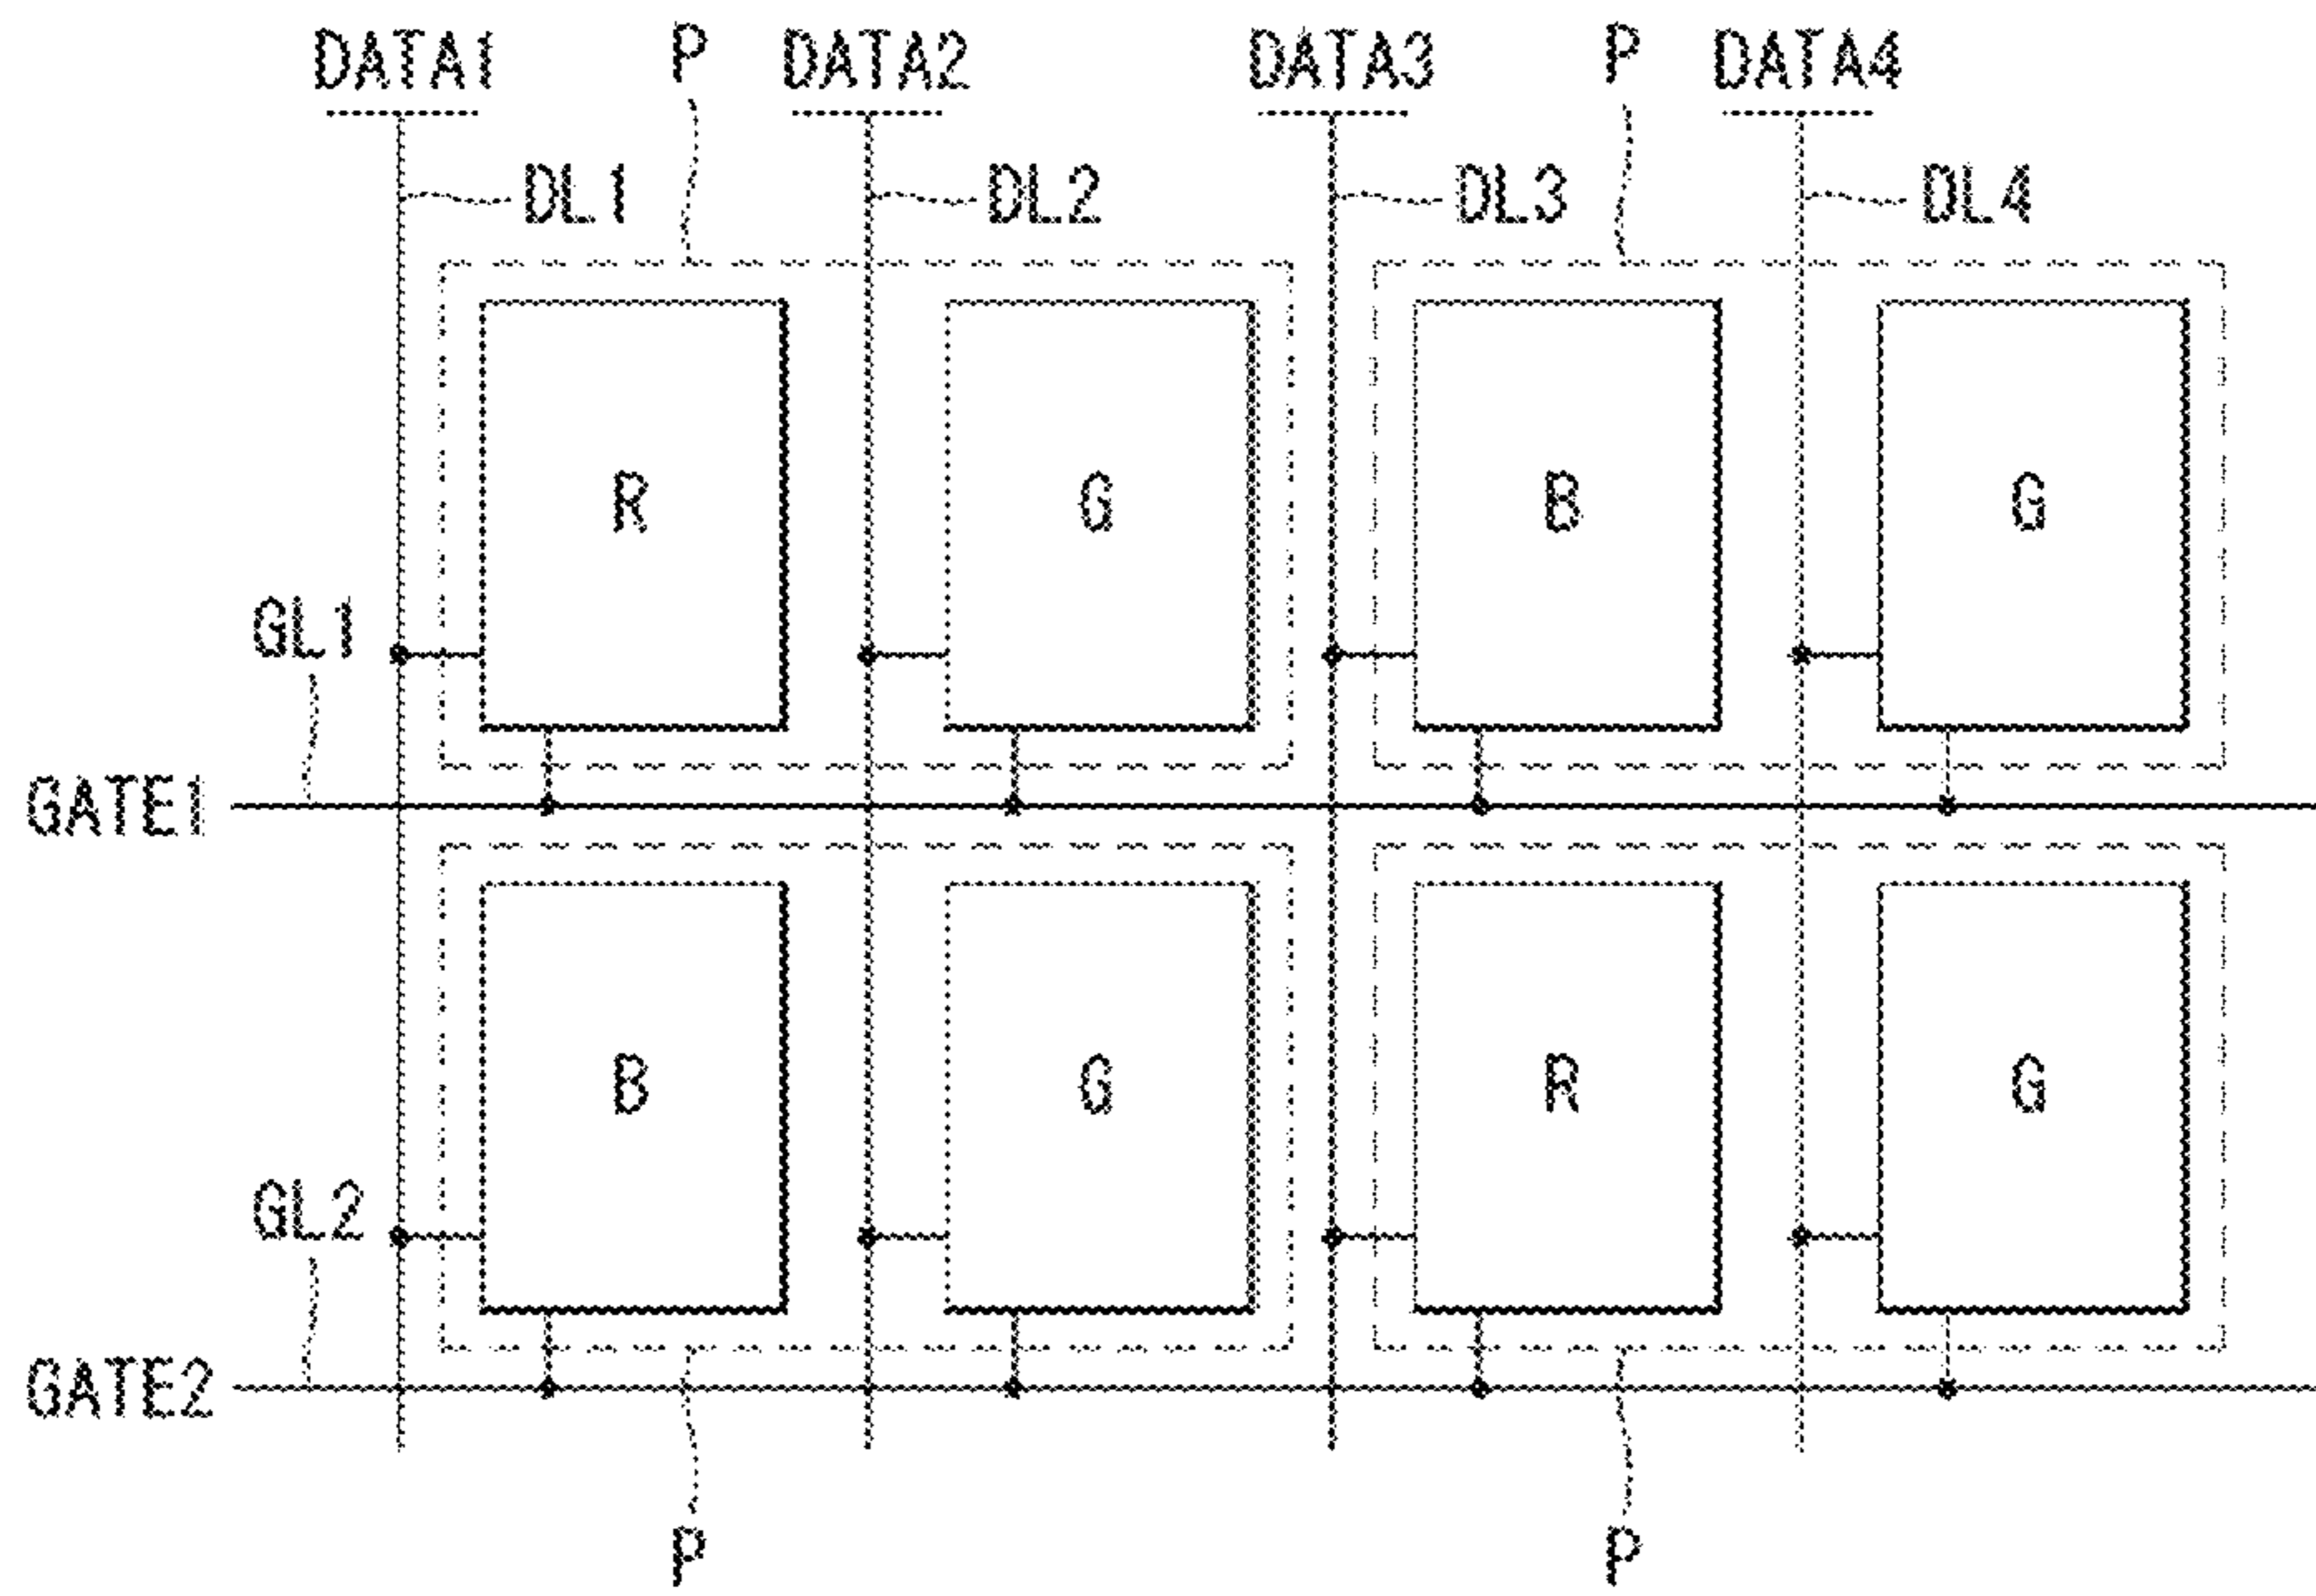 DATA1 P DATA2 DATA3 P DATA4
DL1 DL2 DL3 DL4
R G B G
GL1
GATE1
B G R G
GL2
GATE2
P P